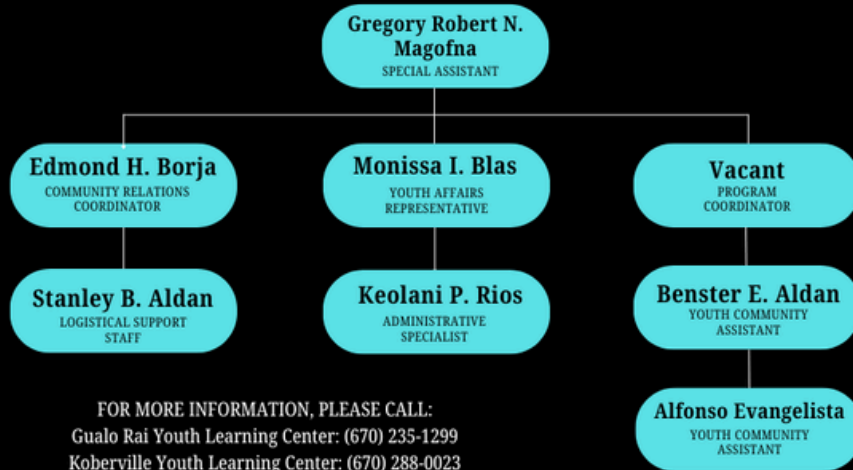 Gregory Robert N.
Magofna
SPECIAL ASSISTANT
Edmond H. Borja
COMMUNITY RELATIONS
COORDINATOR
Monissa I. Blas
YOUTH AFFAIRS
REPRESENTATIVE
Vacant
PROGRAM
COORDINATOR
Stanley B. Aldan
LOGISTICAL SUPPORT
STAFF
Keolani P. Rios
ADMINISTRATIVE
SPECIALIST
Benster E. Aldan
YOUTH COMMUNITY
ASSISTANT
Alfonso Evangelista
YOUTH COMMUNITY
ASSISTANT
FOR MORE INFORMATION, PLEASE CALL:
Gualo Rai Youth Learning Center: (670) 235-1299
Koberville Youth Learning Center: (670) 288-0023